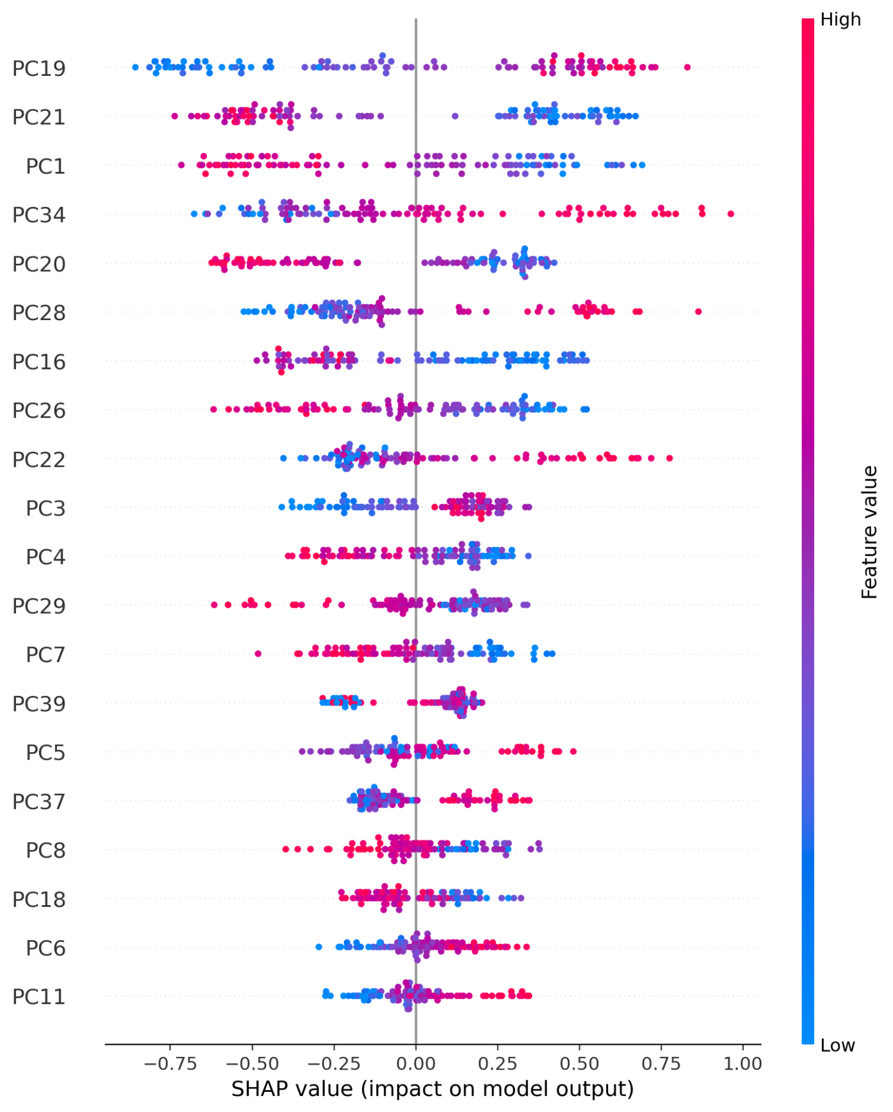 High
PC19
PC21
PC1
PC34
PC20
PC28
PC16
PC26
PC22
PC3
PC4
PC29
PC7
PC39
PC5
PC37
PC8
PC18
PC6
PC11
Feature value
Low
−0.75 −0.50 −0.25 0.00 0.25 0.50 0.75 1.00
SHAP value (impact on model output)